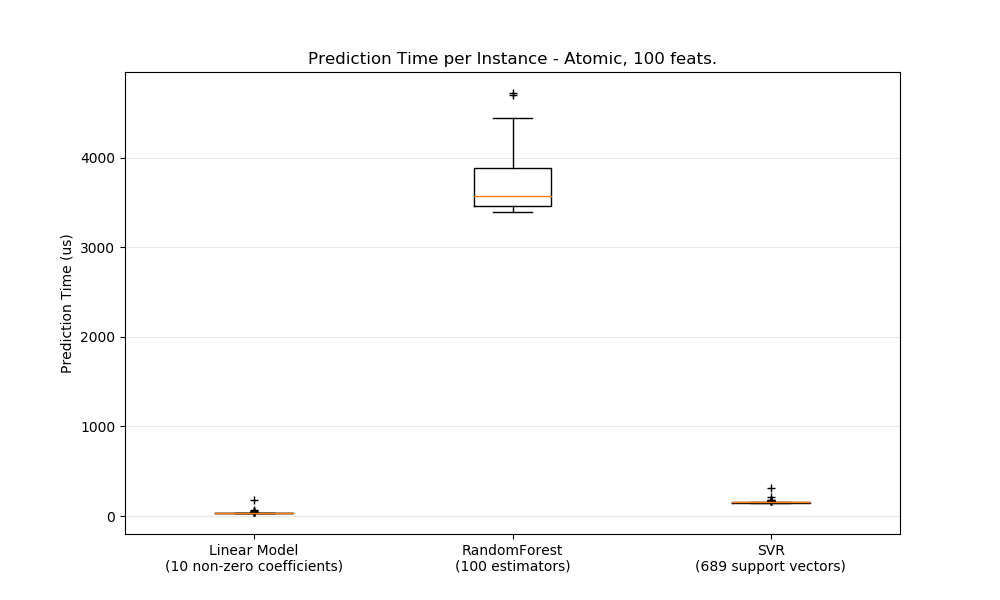 Prediction Time per Instance - Atomic, 100 feats.
Prediction Time (us)
4000
3000
2000
1000
0
Linear Model
(10 non-zero coefficients)
RandomForest
(100 estimators)
SVR
(689 support vectors)